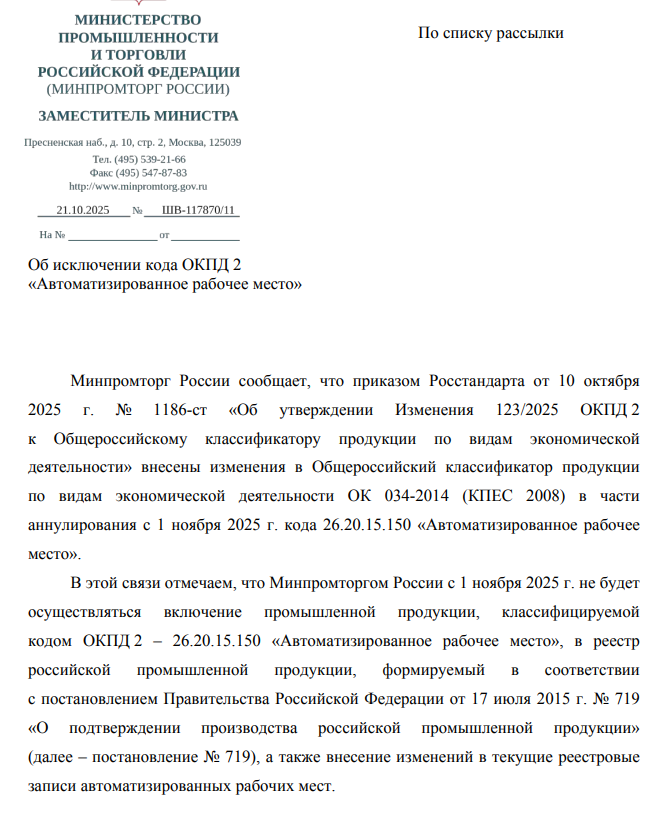 МИНИСТЕРСТВО
ПРОМЫШЛЕННОСТИ
И ТОРГОВЛИ
РОССИЙСКОЙ ФЕДЕРАЦИИ
(МИНПРОМТОРГ РОССИИ)
ЗАМЕСТИТЕЛЬ МИНИСТРА
Пресненская наб., д. 10, стр. 2, Москва, 125039
Тел. (495) 539-21-66
Факс (495) 547-87-83
http://www.minpromtorg.gov.ru
21.10.2025 № ШВ-117870/11
На № от
По списку рассылки
Об исключении кода ОКПД 2
«Автоматизированное рабочее место»
Минпромторг России сообщает, что приказом Росстандарта от 10 октября
2025 г. № 1186-ст «Об утверждении Изменения 123/2025 ОКПД 2
к Общероссийскому классификатору продукции по видам экономической
деятельности» внесены изменения в Общероссийский классификатор продукции
по видам экономической деятельности ОК 034-2014 (КПЕС 2008) в части
аннулирования с 1 ноября 2025 г. кода 26.20.15.150 «Автоматизированное рабочее
место».
В этой связи отмечаем, что Минпромторгом России с 1 ноября 2025 г. не будет
осуществляться включение промышленной продукции, классифицируемой
кодом ОКПД 2 – 26.20.15.150 «Автоматизированное рабочее место», в реестр
российской промышленной продукции, формируемый в соответствии
с постановлением Правительства Российской Федерации от 17 июля 2015 г. № 719
«О подтверждении производства российской промышленной продукции»
(далее – постановление № 719), а также внесение изменений в текущие реестровые
записи автоматизированных рабочих мест.